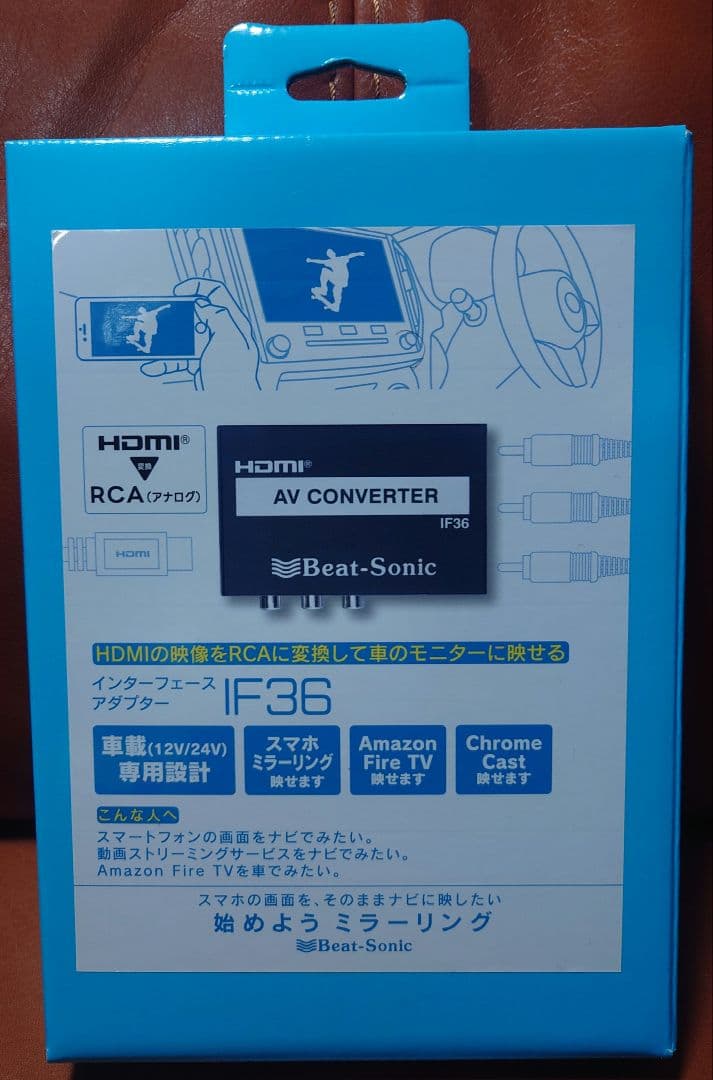 HDMI®
変換
RCA(アナログ)
HDMI
HDMI®
AV CONVERTER
IF36
Beat-Sonic
HDMIの映像をRCAに変換して車のモニターに映せる
インターフェース
アダプター
IF36
車載(12V/24V)
専用設計
スマホ
ミラーリング
映せます
Amazon
Fire TV
映せます
Chrome
Cast
映せます
こんな人へ
スマートフォンの画面をナビでみたい。
動画ストリーミングサービスをナビでみたい。
Amazon Fire TVを車でみたい。
スマホの画面を、そのままナビに映したい
始めよう ミラーリング
Beat-Sonic